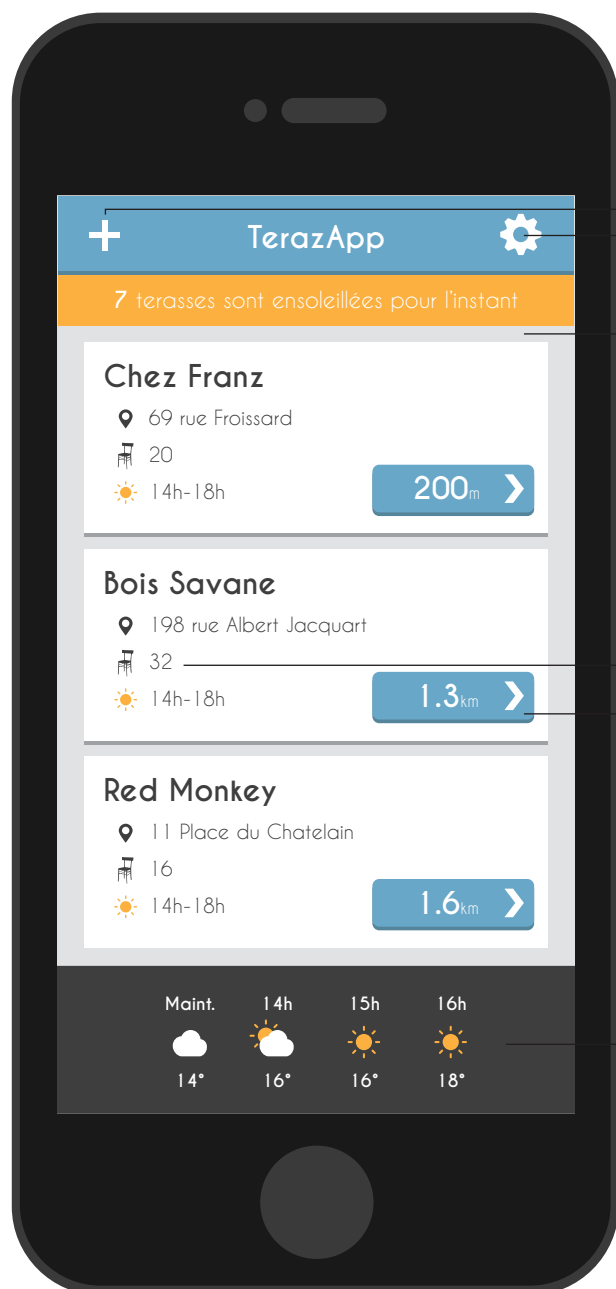 TerazApp
7 terasses sont ensoleillées pour l'instant
Chez Franz
69 rue Froissard
20
14h-18h
200m
Bois Savane
198 rue Albert Jacquart
32
14h-18h
1.3km
Red Monkey
11 Place du Chatelain
16
14h-18h
1.6km
Maint. 14h 15h 16h
14° 16° 16° 18°